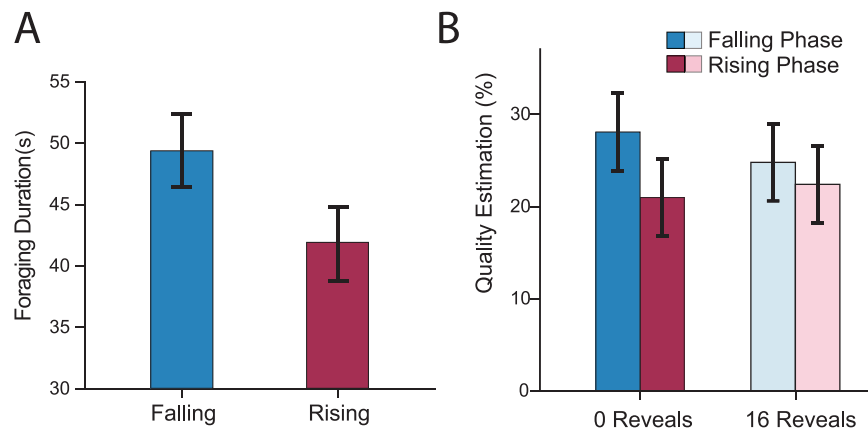 A
Foraging Duration(s)
55
50
45
40
35
30
Falling
Rising
B
Falling Phase
Rising Phase
Quality Estimation (%)
30
20
10
0
0 Reveals
16 Reveals